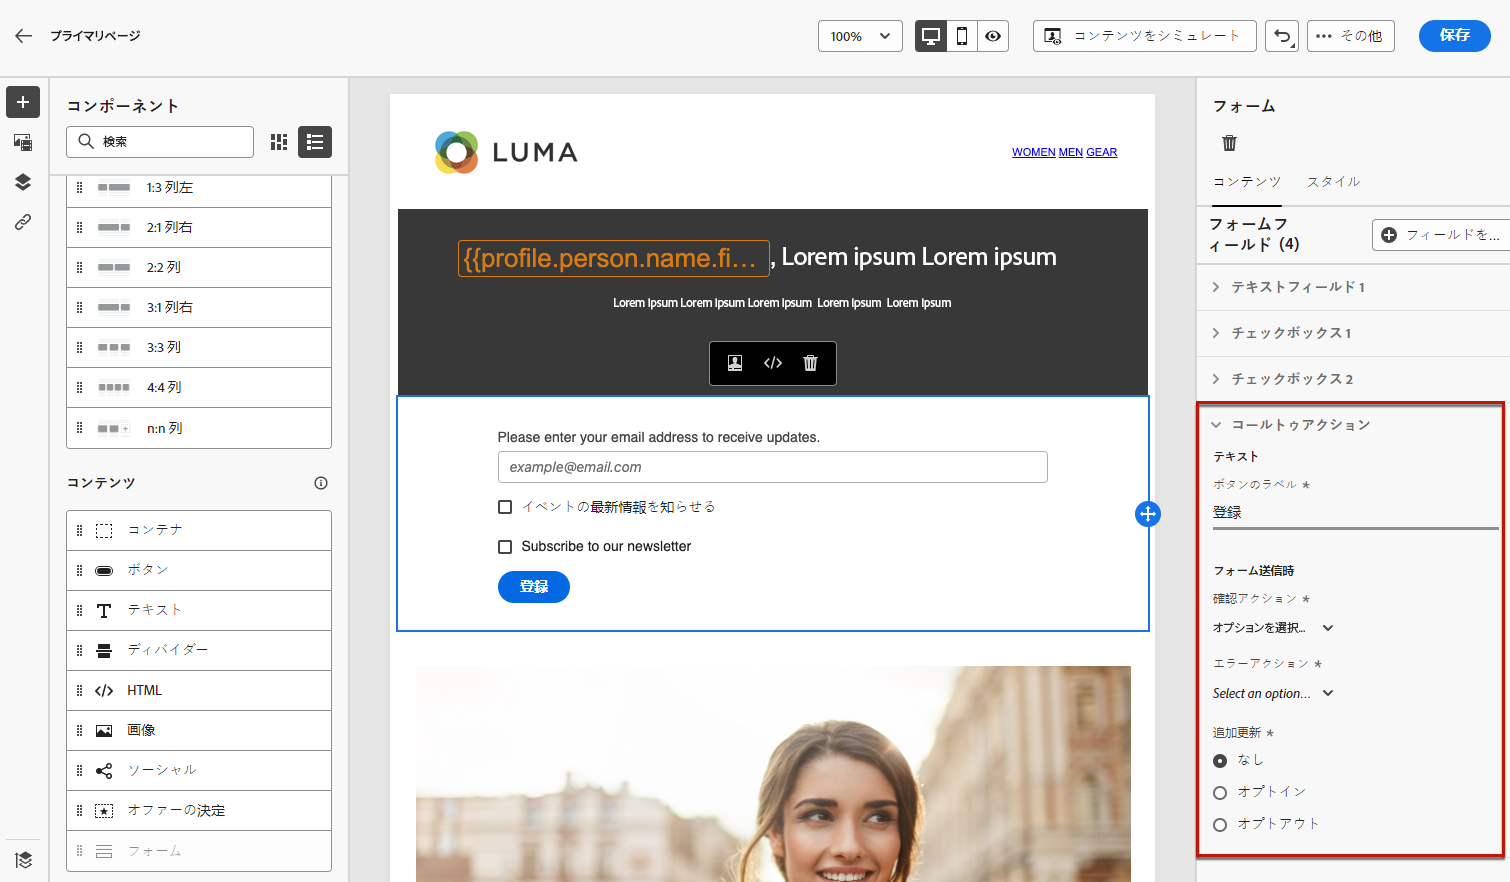 プライマリページ
100%
コンテンツをシミュレート
その他
保存
コンポーネント
検索
1:3 列左
2:1 列右
2:2 列
3:1 列右
3:3 列
4:4 列
n:n 列
コンテンツ
コンテナ
ボタン
テキスト
ディバイダー
HTML
画像
ソーシャル
オファーの決定
フォーム
LUMA
WOMEN MEN GEAR
{{profile.person.name.fi... , Lorem ipsum Lorem ipsum
Lorem Ipsum Lorem Ipsum Lorem Ipsum Lorem Ipsum Lorem Ipsum
Please enter your email address to receive updates.
example@email.com
イベントの最新情報を知らせる
Subscribe to our newsletter
登録
フォーム
コンテンツ
スタイル
フォームフ
ィールド (4)
フィールドを...
テキストフィールド 1
チェックボックス 1
チェックボックス 2
コールトゥアクション
テキスト
ボタンのラベル *
登録
フォーム送信時
確認アクション *
オプションを選択...
エラーアクション *
Select an option...
追加更新 *
なし
オプトイン
オプトアウト